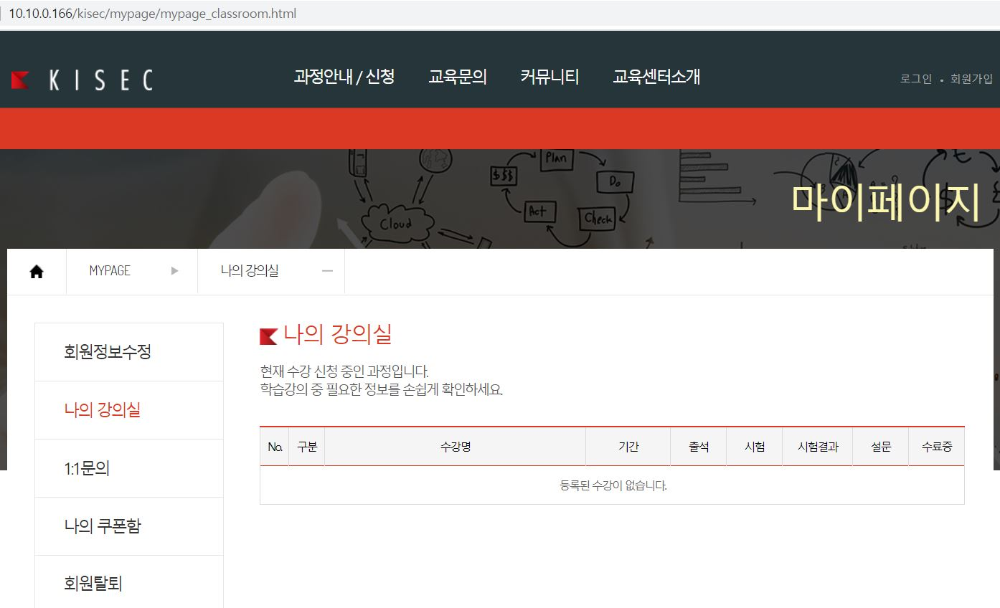 10.10.0.166/kisec/mypage/mypage_classroom.html
KISEC
과정안내 / 신청 교육문의 커뮤니티 교육센터소개
로그인 • 회원가입
Plan
$$$
Do
Act
Check
Cloud
마이페이지
MYPAGE ▶ 나의 강의실 —
회원정보수정
나의 강의실
1:1문의
나의 쿠폰함
회원탈퇴
나의 강의실
현재 수강 신청 중인 과정입니다.
학습강의 중 필요한 정보를 손쉽게 확인하세요.
No. 구분 수강명 기간 출석 시험 시험결과 설문 수료증
등록된 수강이 없습니다.